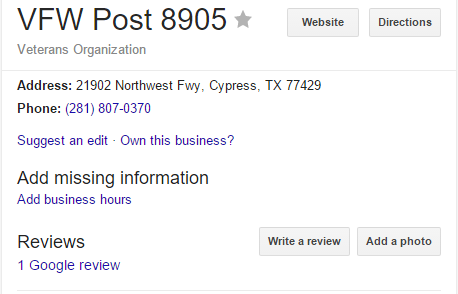 VFW Post 8905
Website
Directions
Veterans Organization
Address: 21902 Northwest Fwy, Cypress, TX 77429
Phone: (281) 807-0370
Suggest an edit · Own this business?
Add missing information
Add business hours
Reviews
Write a review
Add a photo
1 Google review